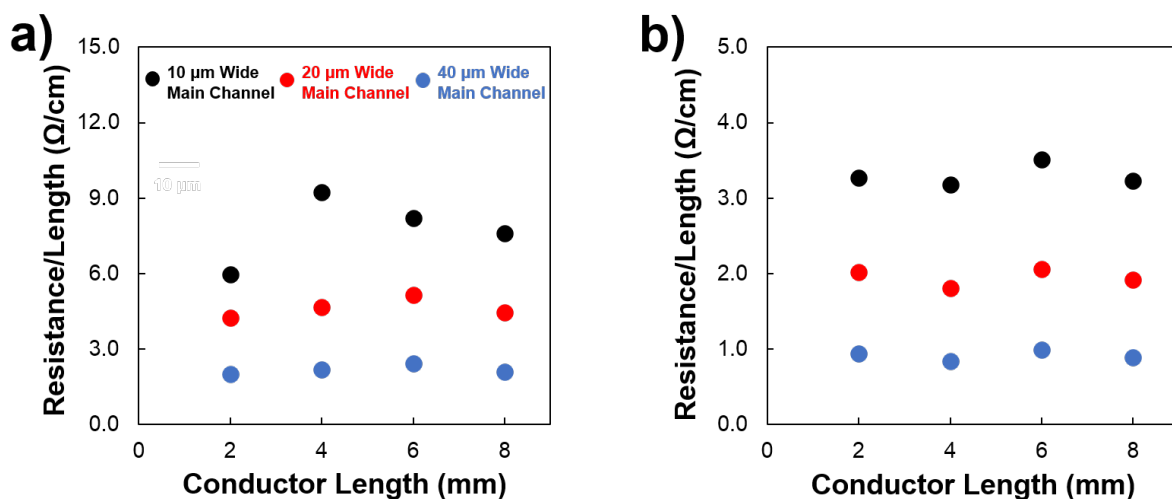 a)
Resistance/Length (Ω/cm)
15.0
12.0
9.0
6.0
3.0
0.0
10 µm Wide
Main Channel
20 µm Wide
Main Channel
40 µm Wide
Main Channel
10 µm
0
2
4
6
8
Conductor Length (mm)
b)
Resistance/Length (Ω/cm)
5.0
4.0
3.0
2.0
1.0
0.0
0
2
4
6
8
Conductor Length (mm)